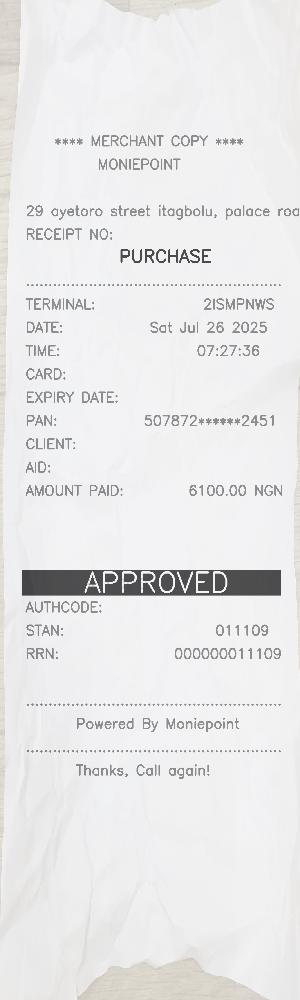 **** MERCHANT COPY ****
MONIEPOINT
29 ayetoro street itagbolu, palace roa
RECEIPT NO:
PURCHASE
TERMINAL: 2ISMPNWS
DATE: Sat Jul 26 2025
TIME: 07:27:36
CARD:
EXPIRY DATE:
PAN: 507872******2451
CLIENT:
AID:
AMOUNT PAID: 6100.00 NGN
APPROVED
AUTHCODE:
STAN: 011109
RRN: 000000011109
Powered By Moniepoint
Thanks, Call again!